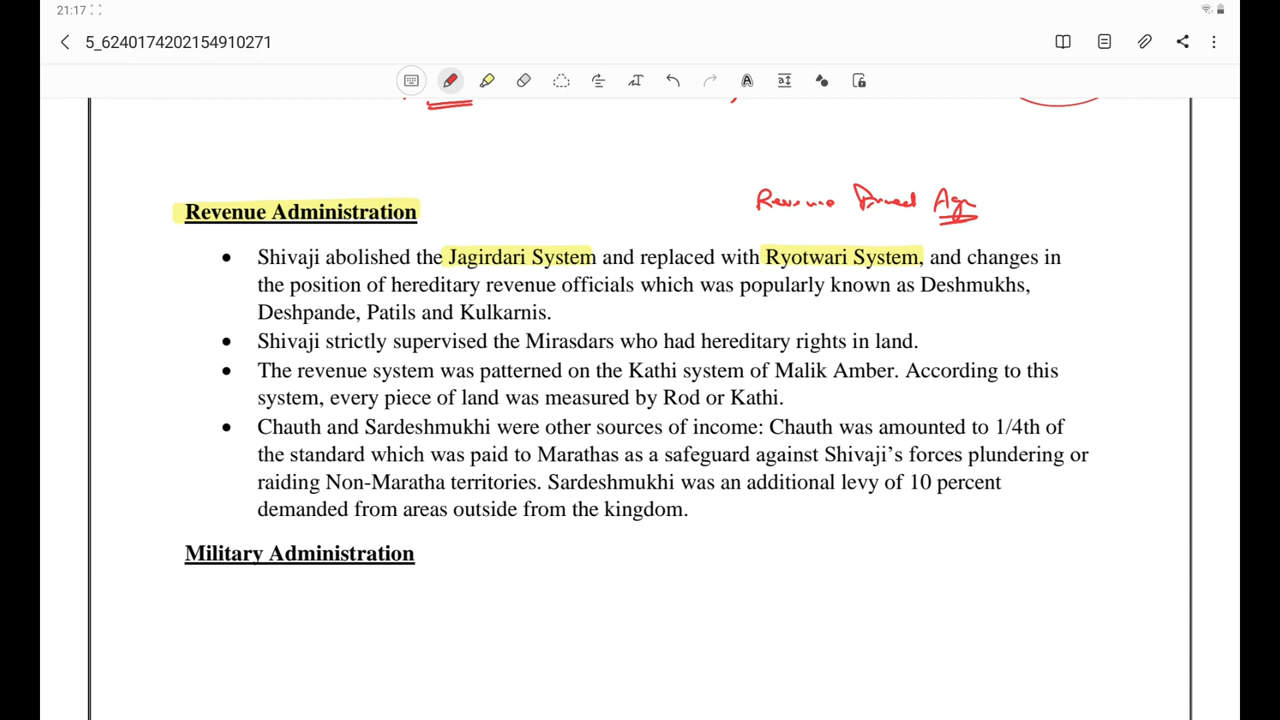 21:17
5_6240174202154910271
Revenue Administration
Revenue Agr
• Shivaji abolished the Jagirdari System and replaced with Ryotwari System, and changes in
the position of hereditary revenue officials which was popularly known as Deshmukhs,
Deshpande, Patils and Kulkarnis.
• Shivaji strictly supervised the Mirasdars who had hereditary rights in land.
• The revenue system was patterned on the Kathi system of Malik Amber. According to this
system, every piece of land was measured by Rod or Kathi.
• Chauth and Sardeshmukhi were other sources of income: Chauth was amounted to 1/4th of
the standard which was paid to Marathas as a safeguard against Shivaji's forces plundering or
raiding Non-Maratha territories. Sardeshmukhi was an additional levy of 10 percent
demanded from areas outside from the kingdom.
Military Administration